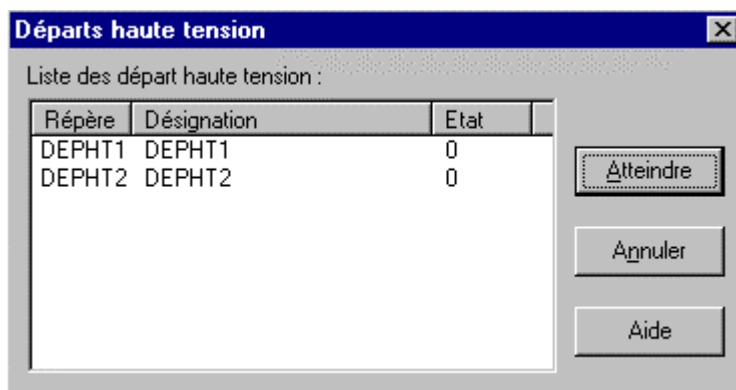 Départs haute tension
Liste des départ haute tension :
Répère Désignation Etat
DEPHT1 DEPHT1 0
DEPHT2 DEPHT2 0
Atteindre
Annuler
Aide